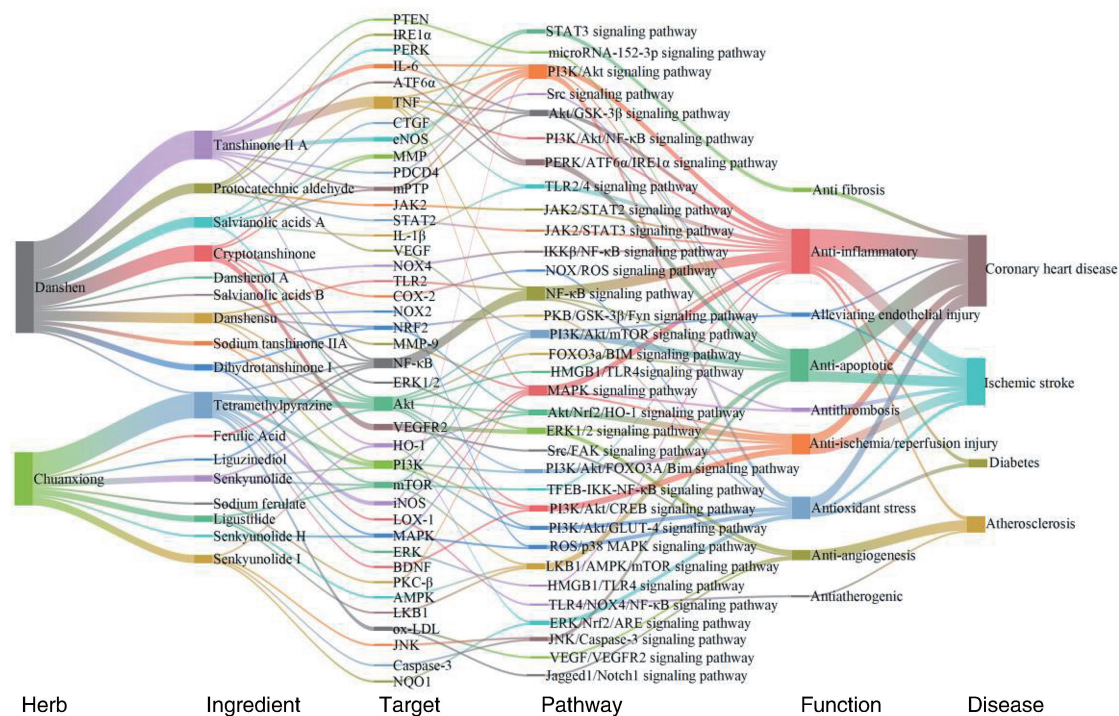 Danshen
Chuanxiong
Tanshinone II A
Protocatechnic aldehyde
Salvianolic acids A
Cryptotanshinone
Danshenol A
Salvianolic acids B
Danshensu
Sodium tanshinone IIA
Dihydrotanshinone I
Tetramethylpyrazine
Ferulic Acid
Liguzinediol
Senkyunolide
Sodium ferulate
Ligustilide
Senkyunolide H
Senkyunolide I
PTEN
IRE1α
PERK
IL-6
ATF6α
TNF
CTGF
eNOS
MMP
PDCD4
mPTP
JAK2
STAT2
IL-1β
VEGF
NOX4
TLR2
COX-2
NOX2
NRF2
MMP-9
NF-κB
ERK1/2
Akt
VEGFR2
HO-1
PI3K
mTOR
iNOS
LOX-1
MAPK
ERK
BDNF
PKC-β
AMPK
LKB1
ox-LDL
JNK
Caspase-3
NQO1
STAT3 signaling pathway
microRNA-152-3p signaling pathway
PI3K/Akt signaling pathway
Src signaling pathway
Akt/GSK-3β signaling pathway
PI3K/Akt/NF-κB signaling pathway
PERK/ATF6α/IRE1α signaling pathway
TLR2/4 signaling pathway
JAK2/STAT2 signaling pathway
JAK2/STAT3 signaling pathway
IKKβ/NF-κB signaling pathway
NOX/ROS signaling pathway
NF-κB signaling pathway
PKB/GSK-3β/Fyn signaling pathway
PI3K/Akt/mTOR signaling pathway
FOXO3a/BIM signaling pathway
HMGB1/TLR4signaling pathway
MAPK signaling pathway
Akt/Nrf2/HO-1 signaling pathway
ERK1/2 signaling pathway
Src/FAK signaling pathway
PI3K/Akt/FOXO3A/Bim signaling pathway
TFEB-IKK-NF-κB signaling pathway
PI3K/Akt/CREB signaling pathway
PI3K/Akt/GLUT-4 signaling pathway
ROS/p38 MAPK signaling pathway
LKB1/AMPK/mTOR signaling pathway
HMGB1/TLR4 signaling pathway
TLR4/NOX4/NF-κB signaling pathway
ERK/Nrf2/ARE signaling pathway
JNK/Caspase-3 signaling pathway
VEGF/VEGFR2 signaling pathway
Jagged1/Notch1 signaling pathway
Anti fibrosis
Anti-inflammatory
Alleviating endothelial injury
Anti-apoptotic
Antithrombosis
Anti-ischemia/reperfusion injury
Antioxidant stress
Anti-angiogenesis
Antiatherogenic
Coronary heart disease
Ischemic stroke
Diabetes
Atherosclerosis
Herb Ingredient Target Pathway Function Disease